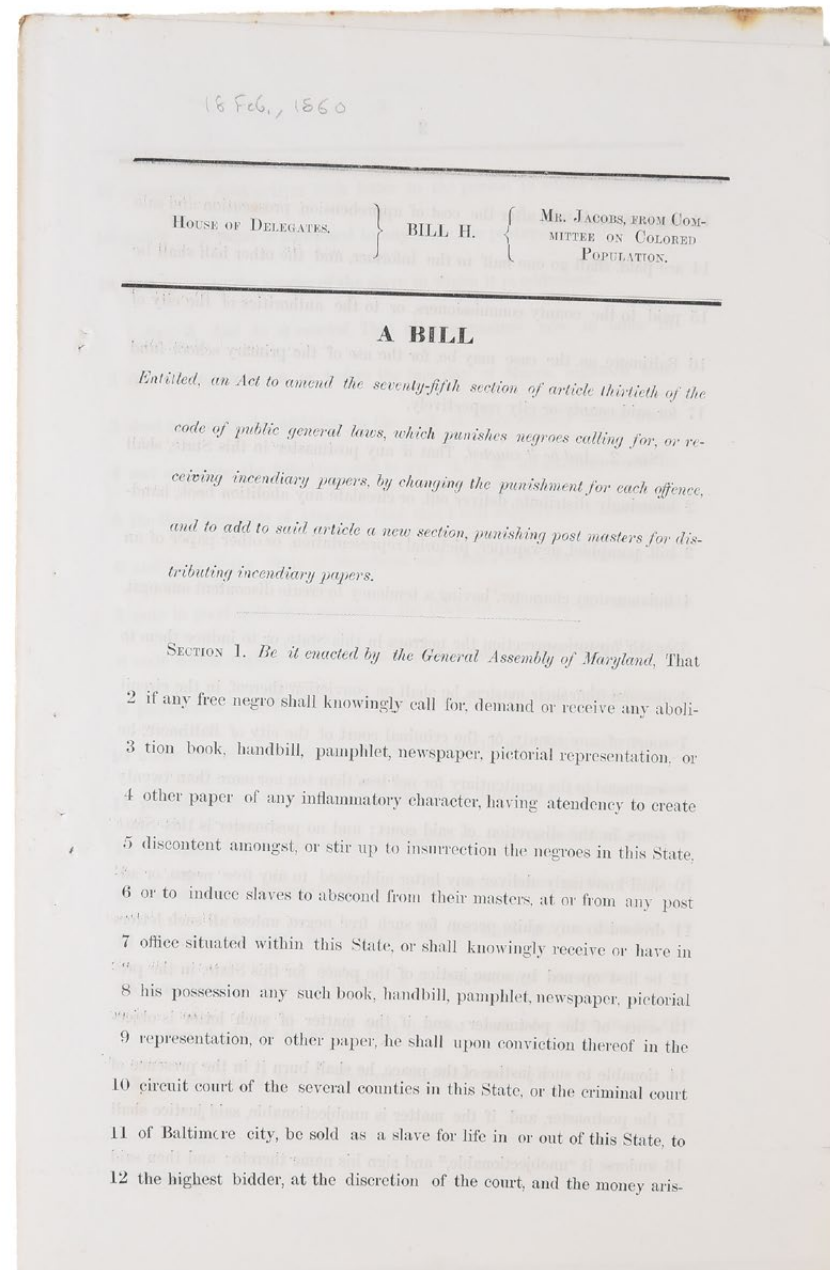 18 Feb., 1860
House of Delegates. } BILL H. { Mr. Jacobs, from Com-
mittee on Colored
Population.
A BILL
Entitled, an Act to amend the seventy-fifth section of article thirtieth of the
code of public general laws, which punishes negroes calling for, or re-
ceiving incendiary papers, by changing the punishment for each offence,
and to add to said article a new section, punishing post masters for dis-
tributing incendiary papers.
Section 1. Be it enacted by the General Assembly of Maryland, That
2 if any free negro shall knowingly call for, demand or receive any aboli-
3 tion book, handbill, pamphlet, newspaper, pictorial representation, or
4 other paper of any inflammatory character, having atendency to create
5 discontent amongst, or stir up to insurrection the negroes in this State,
6 or to induce slaves to abscond from their masters, at or from any post
7 office situated within this State, or shall knowingly receive or have in
8 his possession any such book, handbill, pamphlet, newspaper, pictorial
9 representation, or other paper, he shall upon conviction thereof in the
10 circuit court of the several counties in this State, or the criminal court
11 of Baltimore city, be sold as a slave for life in or out of this State, to
12 the highest bidder, at the discretion of the court, and the money aris-